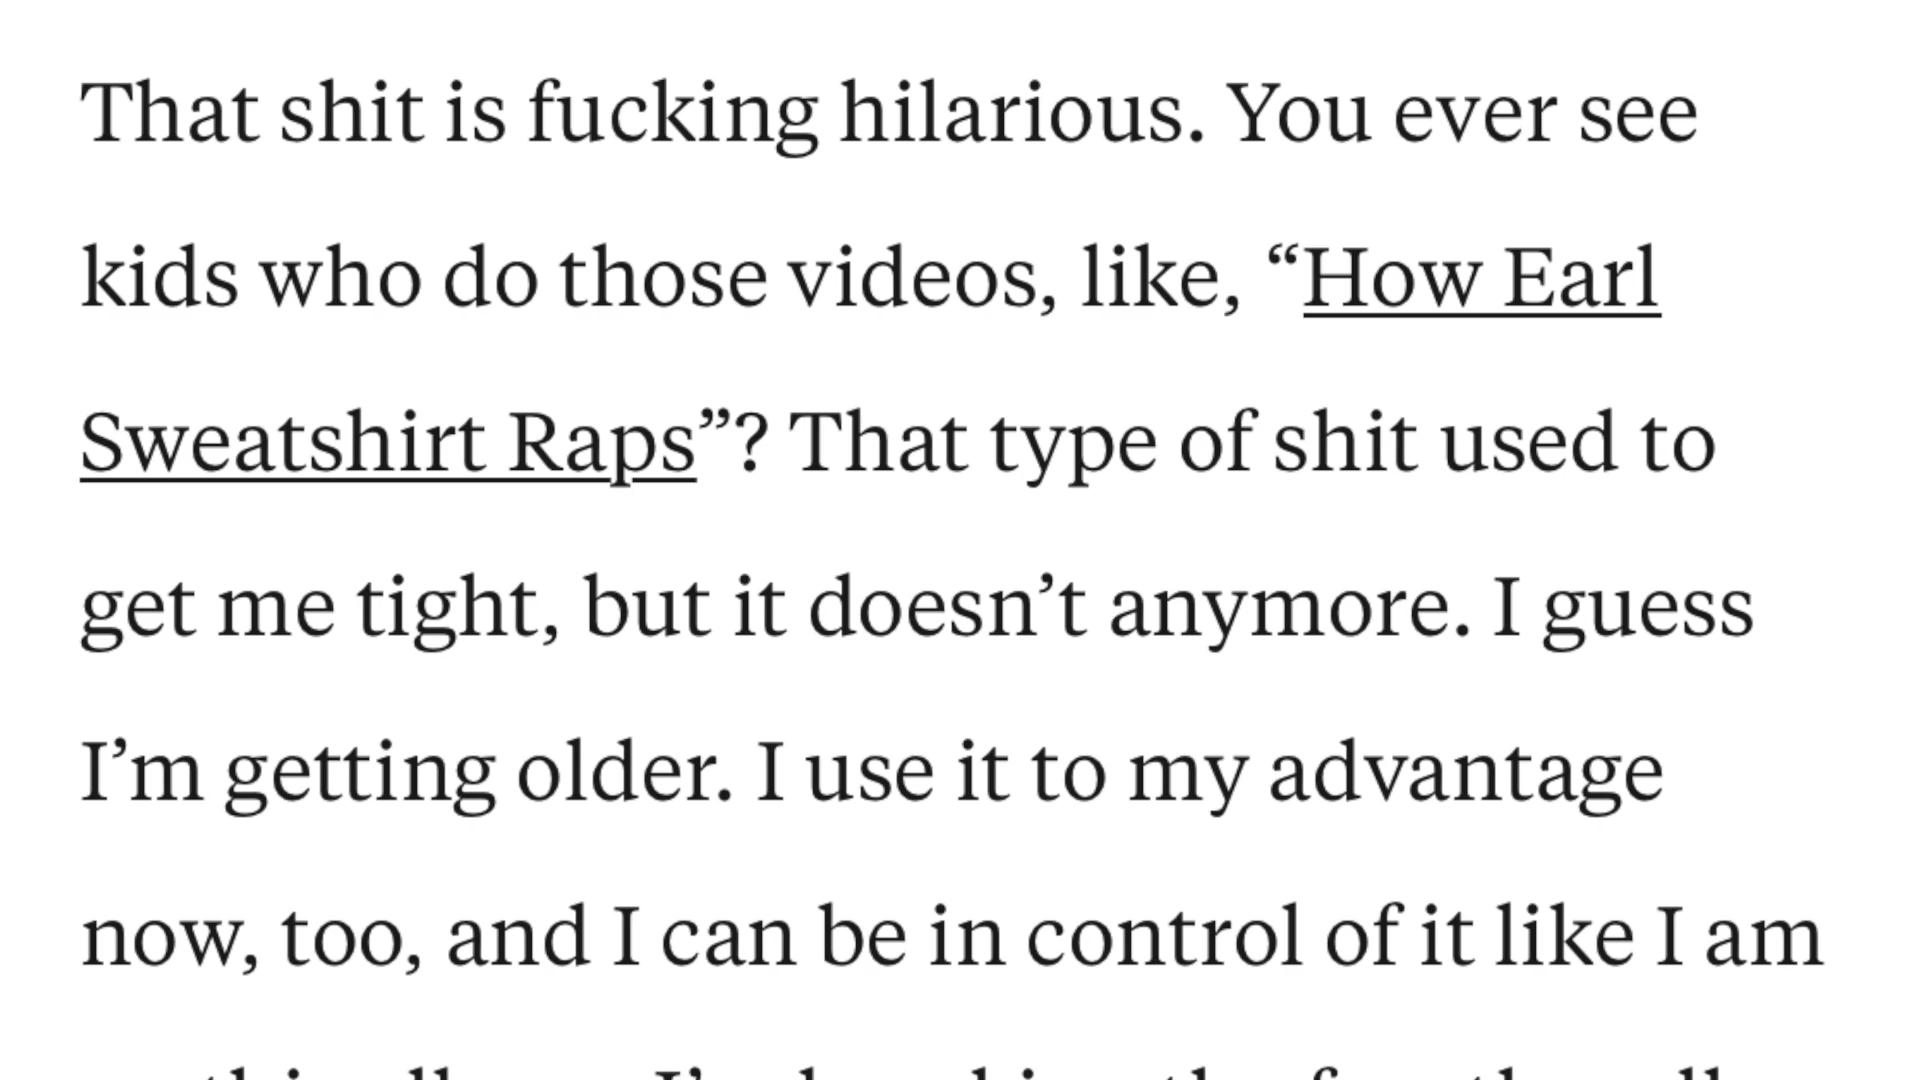 That shit is fucking hilarious. You ever see
kids who do those videos, like, “How Earl
Sweatshirt Raps”? That type of shit used to
get me tight, but it doesn’t anymore. I guess
I’m getting older. I use it to my advantage
now, too, and I can be in control of it like I am